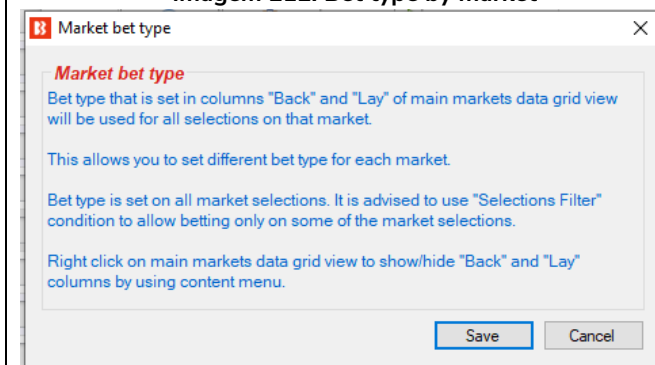 Market bet type
Market bet type
Bet type that is set in columns "Back" and "Lay" of main markets data grid view
will be used for all selections on that market.
This allows you to set different bet type for each market.
Bet type is set on all market selections. It is advised to use "Selections Filter"
condition to allow betting only on some of the market selections.
Right click on main markets data grid view to show/hide "Back" and "Lay"
columns by using content menu.
Save Cancel